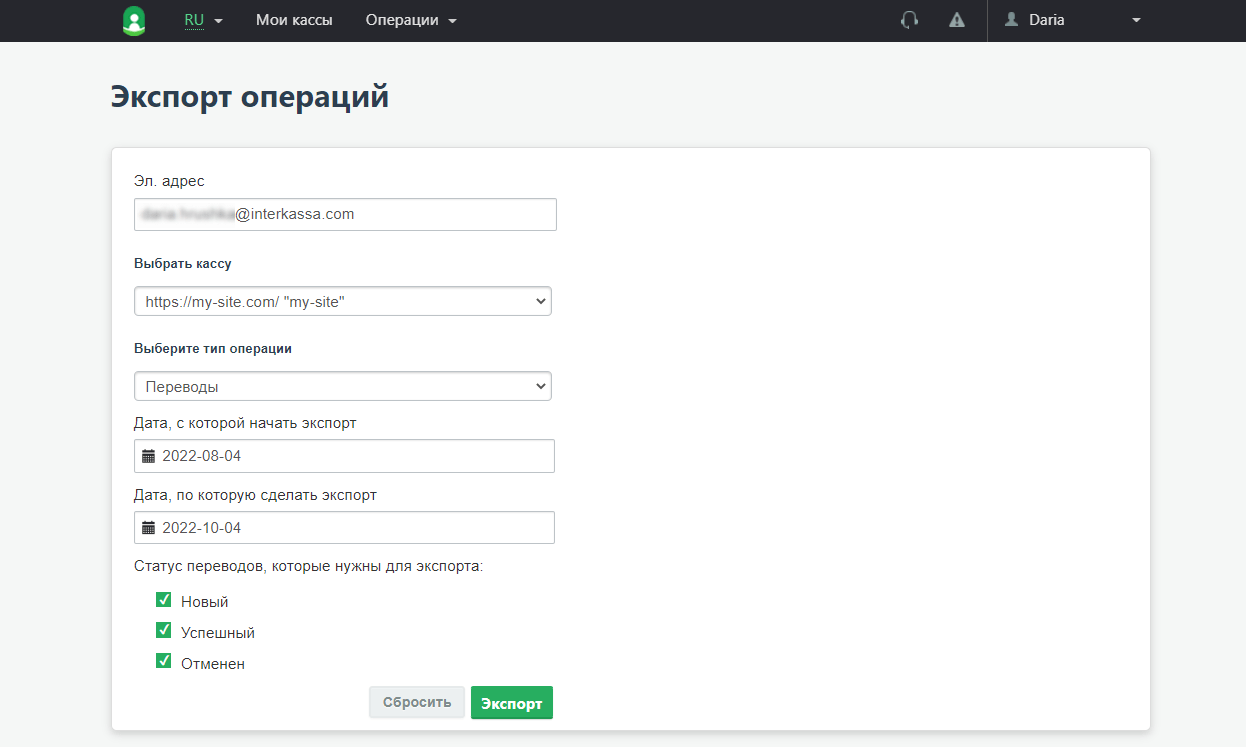 RU Мои кассы Операции Daria
Экспорт операций
Эл. адрес
@interkassa.com
Выбрать кассу
https://my-site.com/ "my-site"
Выберите тип операции
Переводы
Дата, с которой начать экспорт
2022-08-04
Дата, по которую сделать экспорт
2022-10-04
Статус переводов, которые нужны для экспорта:
Новый
Успешный
Отменен
Сбросить Экспорт